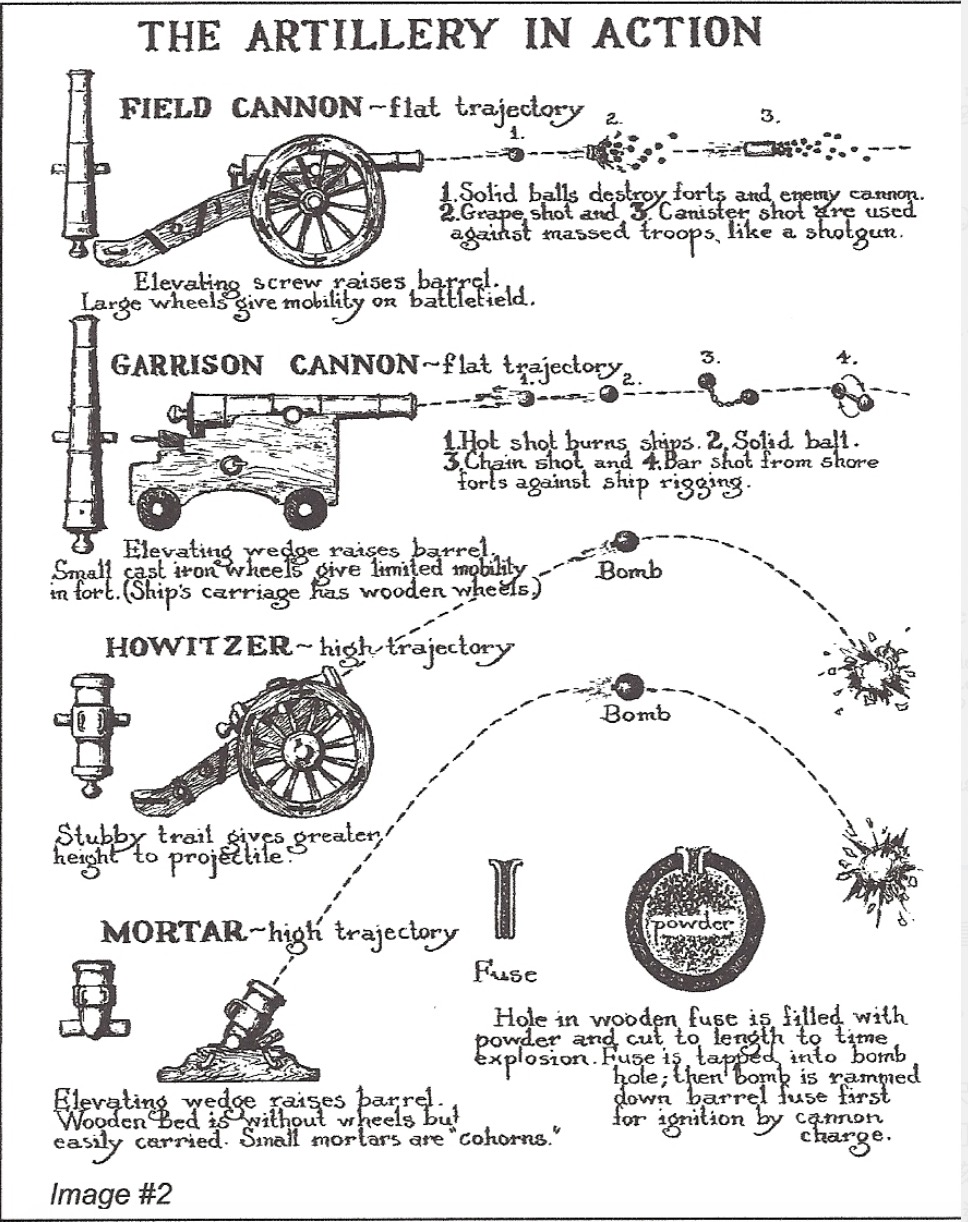 THE ARTILLERY IN ACTION
FIELD CANNON~flat trajectory
1.
2.
3.
1.Solid balls destroy forts and enemy cannon.
2.Grape shot and 3. Canister shot are used
against massed troops, like a shotgun.
Elevating screw raises barrel.
Large wheels give mobility on battlefield.
GARRISON CANNON~flat trajectory
1.
2.
3.
4.
1.Hot shot burns ships. 2. Solid ball.
3.Chain shot and 4.Bar shot from shore
forts against ship rigging.
Elevating wedge raises barrel.
Small cast iron wheels give limited mobility
in fort.(Ship's carriage has wooden wheels.)
Bomb
HOWITZER~high trajectory
Bomb
Stubby trail gives greater
height to projectile.
MORTAR~high trajectory
Fuse
powder
Hole in wooden fuse is filled with
powder and cut to length to time
explosion. Fuse is tapped into bomb
hole; then bomb is rammed
down barrel fuse first
for ignition by cannon
charge.
Elevating wedge raises barrel.
Wooden Bed is without wheels but
easily carried. Small mortars are "cohorns."
Image #2